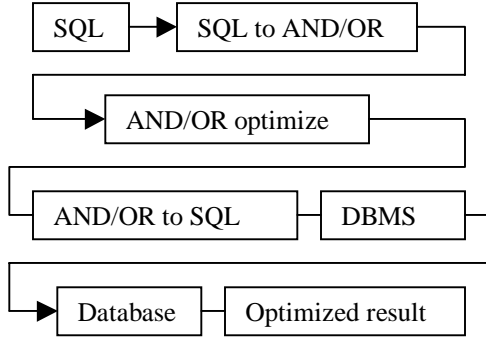 SQL SQL to AND/OR
AND/OR optimize
AND/OR to SQL DBMS
Database Optimized result